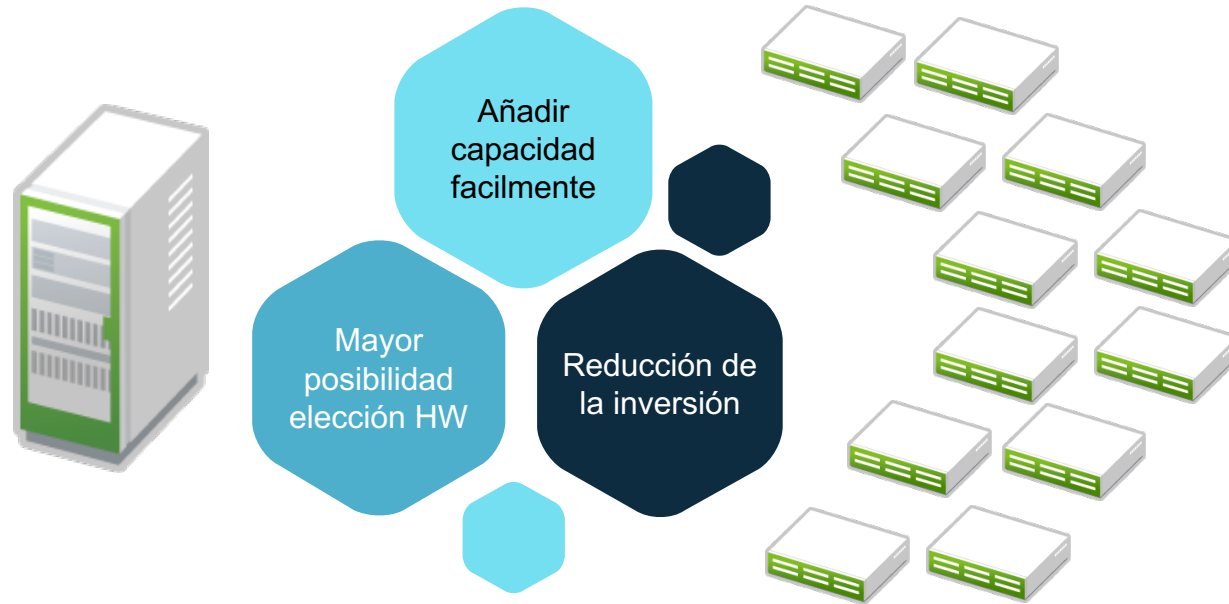 Añadir
capacidad
facilmente
Mayor
posibilidad
elección HW
Reducción de
la inversión